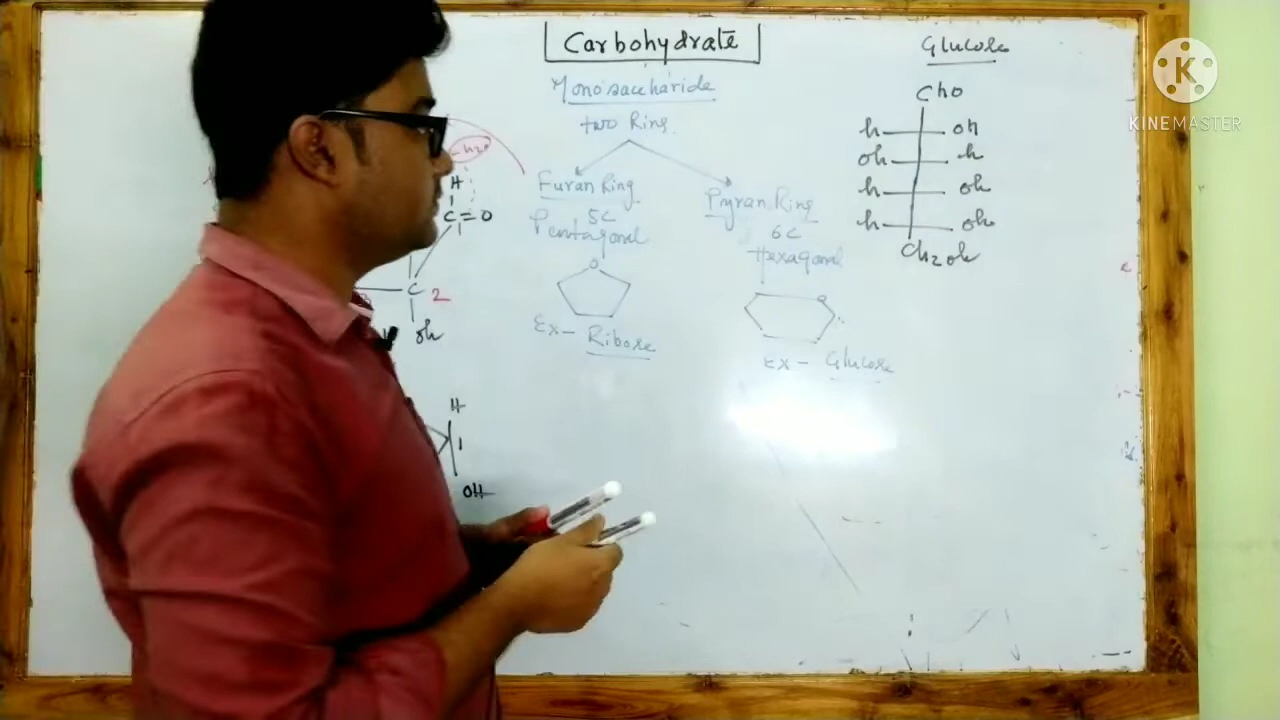 Carbohydrate
Monosaccharide
two Ring.
Furan Ring
5C
Pentagonal
O
Ex- Ribose
Pyran Ring
6C
Hexagonal
O
Ex- Glucose
Glucose
Cho
h oh
oh h
h oh
h oh
Ch2oh
K
KINEMASTER
-h2o
H
C=O
C 2
oh
H
OH